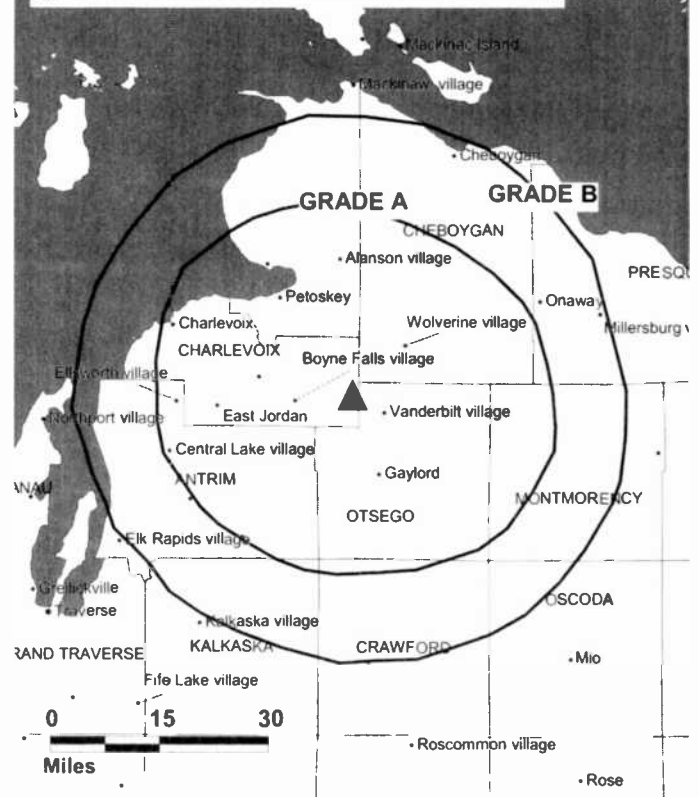 Mackinac Island
Mackinaw village
Cheboygan
GRADE A
GRADE B
CHEBOYGAN
Alanson village
PRESQU
Petoskey
Onaway
Charlevoix
Wolverine village
Millersburg v
CHARLEVOIX
Boyne Falls village
Ellsworth village
East Jordan
Vanderbilt village
Northport village
Central Lake village
Gaylord
ANTRIM
ANAU
MONTMORENCY
OTSEGO
Elk Rapids village
Greilickville
OSCODA
Traverse
Kalkaska village
RAND TRAVERSE
KALKASKA
CRAWFORD
Mio
Fife Lake village
0 15 30
Miles
Roscommon village
Rose